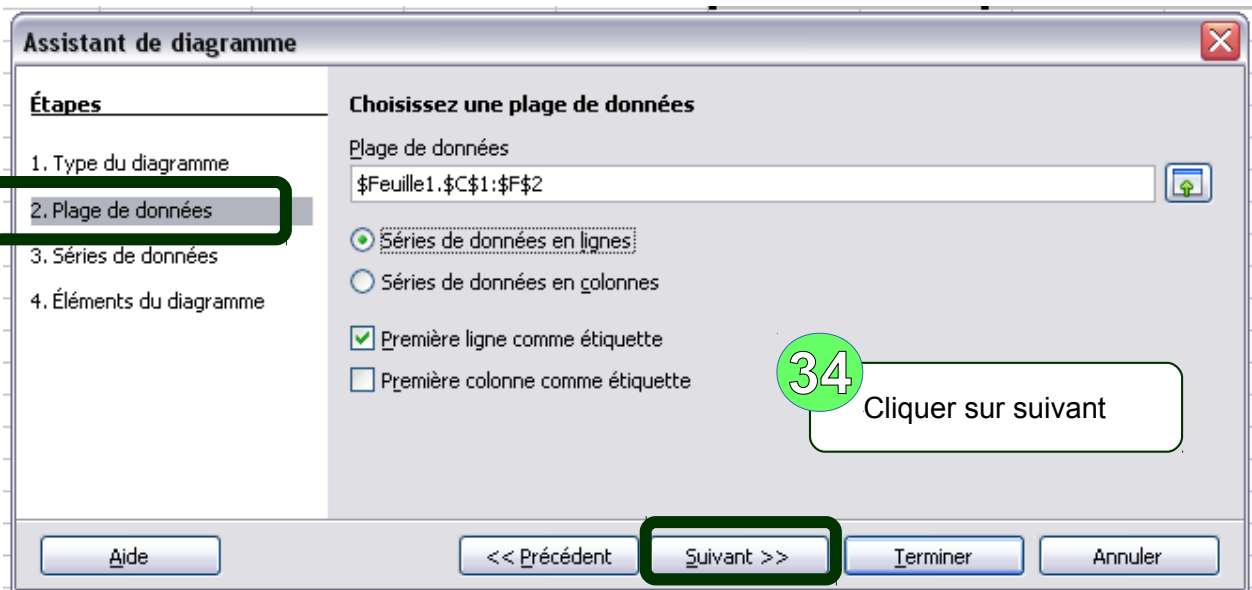 Assistant de diagramme
Étapes
1. Type du diagramme
2. Plage de données
3. Séries de données
4. Éléments du diagramme
Choisissez une plage de données
Plage de données
$Feuille1.$C$1:$F$2
Séries de données en lignes
Séries de données en colonnes
Première ligne comme étiquette
Première colonne comme étiquette
34
Cliquer sur suivant
Aide
<< Précédent
Suivant >>
Terminer
Annuler